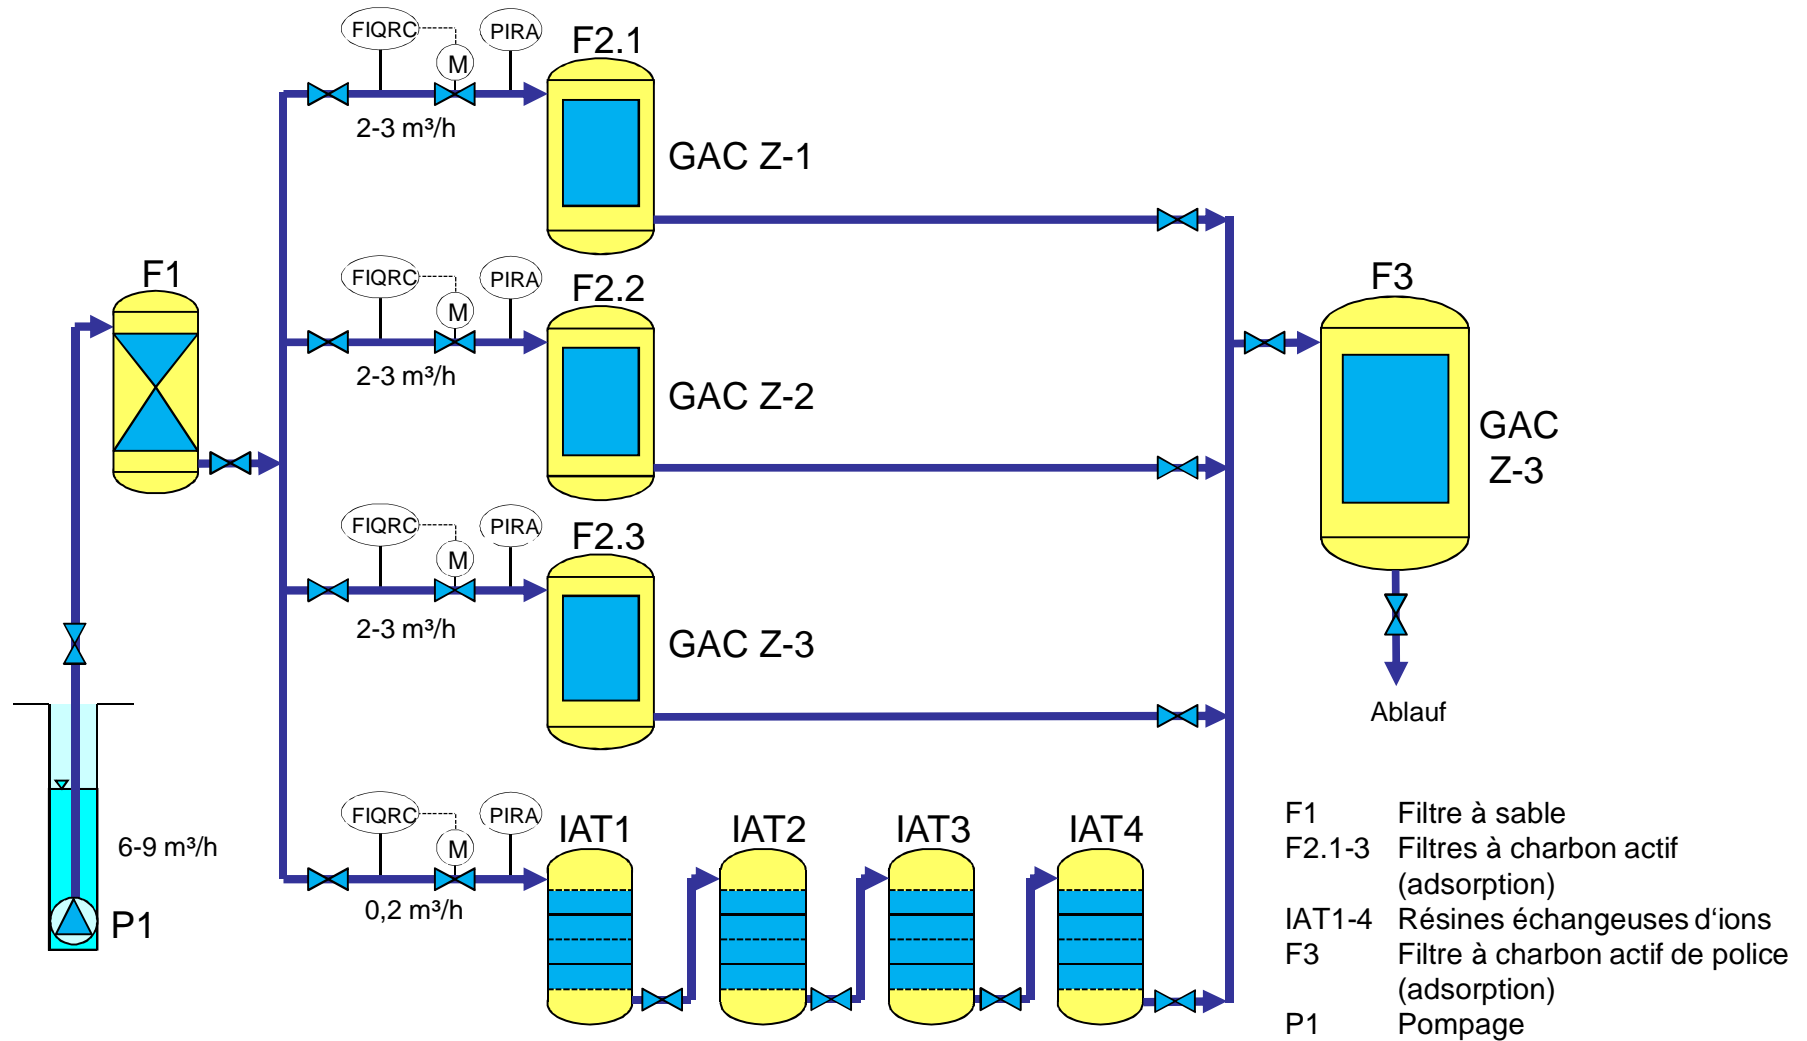 FIQRC
PIRA
M
F2.1
2-3 m³/h
GAC Z-1
FIQRC
PIRA
M
F2.2
2-3 m³/h
GAC Z-2
F1
F3
GAC
Z-3
FIQRC
PIRA
M
F2.3
2-3 m³/h
GAC Z-3
Ablauf
FIQRC
PIRA
M
0,2 m³/h
IAT1
IAT2
IAT3
IAT4
6-9 m³/h
P1
F1 Filtre à sable
F2.1-3 Filtres à charbon actif
(adsorption)
IAT1-4 Résines échangeuses d‘ions
F3 Filtre à charbon actif de police
(adsorption)
P1 Pompage